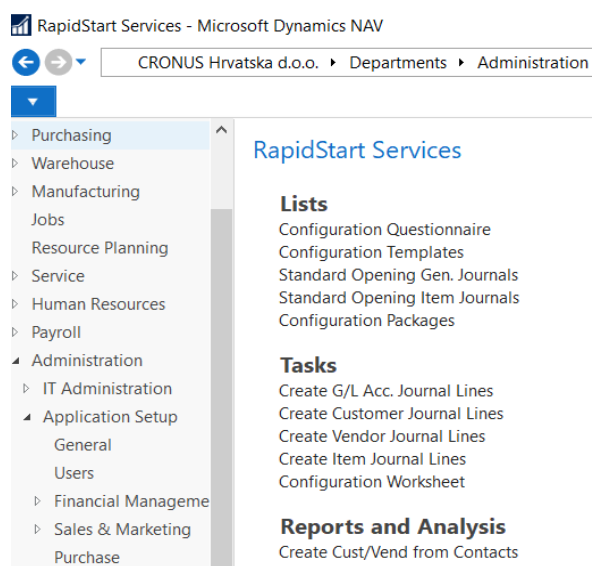 RapidStart Services - Microsoft Dynamics NAV
CRONUS Hrvatska d.o.o. Departments Administration
Purchasing
Warehouse
Manufacturing
Jobs
Resource Planning
Service
Human Resources
Payroll
Administration
IT Administration
Application Setup
General
Users
Financial Manageme
Sales & Marketing
Purchase
RapidStart Services
Lists
Configuration Questionnaire
Configuration Templates
Standard Opening Gen. Journals
Standard Opening Item Journals
Configuration Packages
Tasks
Create G/L Acc. Journal Lines
Create Customer Journal Lines
Create Vendor Journal Lines
Create Item Journal Lines
Configuration Worksheet
Reports and Analysis
Create Cust/Vend from Contacts